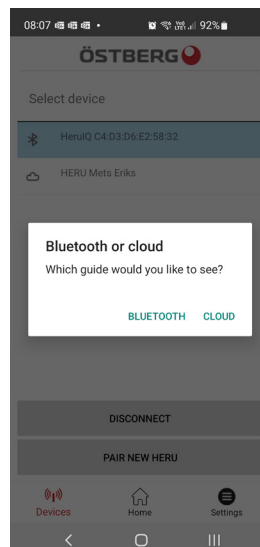 08:07
92%
ÖSTBERG
Select device
HeruIQ C4:D3:D6:E2:58:32
HERU Mets Eriks
Bluetooth or cloud
Which guide would you like to see?
BLUETOOTH CLOUD
DISCONNECT
PAIR NEW HERU
Devices Home Settings